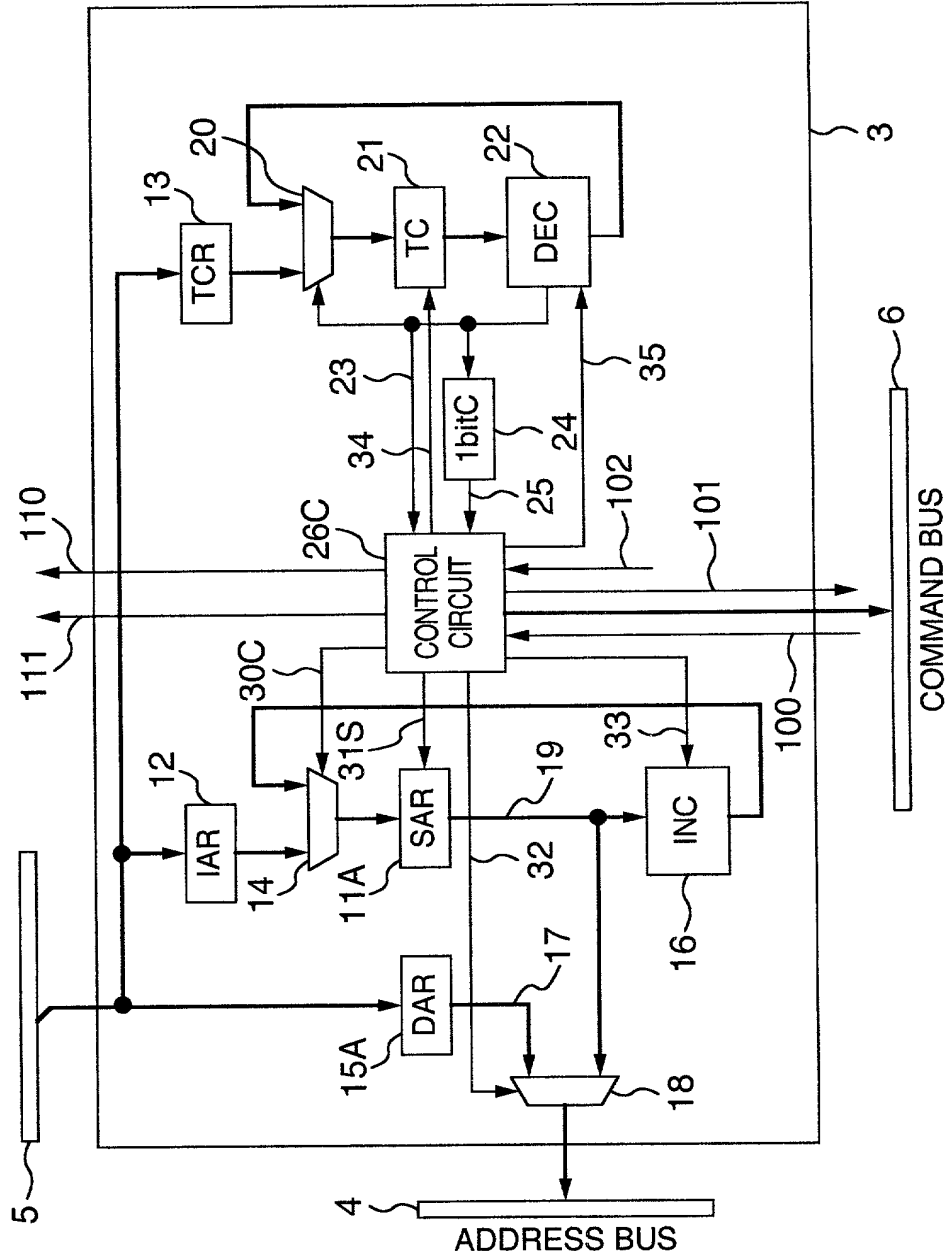 110
111
26C
13
TCR
20
21
TC
22
DEC
3
23
34
1bitC
24
25
35
102
101
6
COMMAND BUS
CONTROL
CIRCUIT
30C
31S
12
IAR
14
SAR
11A
19
32
33
100
INC
16
5
DAR
15A
17
18
4
ADDRESS BUS